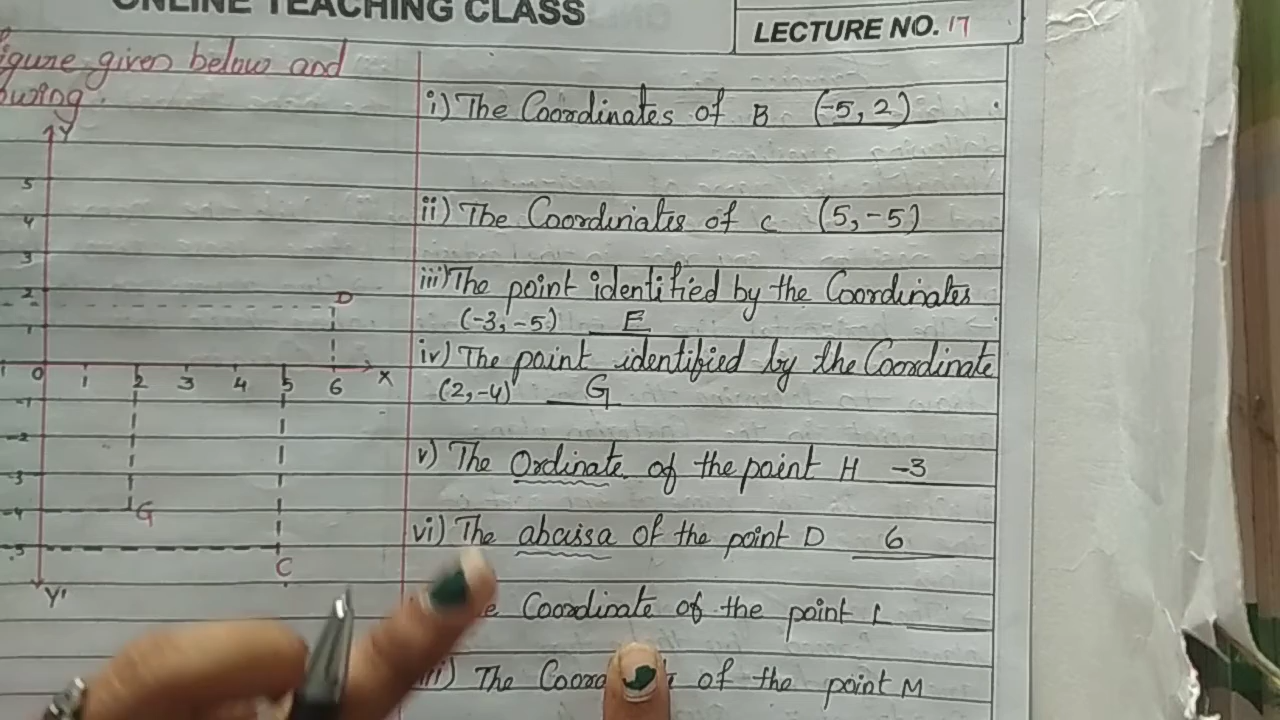 ONLINE TEACHING CLASS
LECTURE NO. 17
figure given below and
owing.
i) The Coordinates of B (-5, 2)
ii) The Coordinates of C (5, -5)
iii) The point identified by the Coordinates
(-3, -5) E
iv) The point identified by the Coordinate
(2, -4) G
v) The Ordinate of the point H -3
vi) The abcissa of the point D 6
Coordinate of the point L
The of the point M
Y
5
4
3
2 D
1
0 1 2 3 4 5 6 X
-1
-2
-3
-4 G
-5
C
Y'